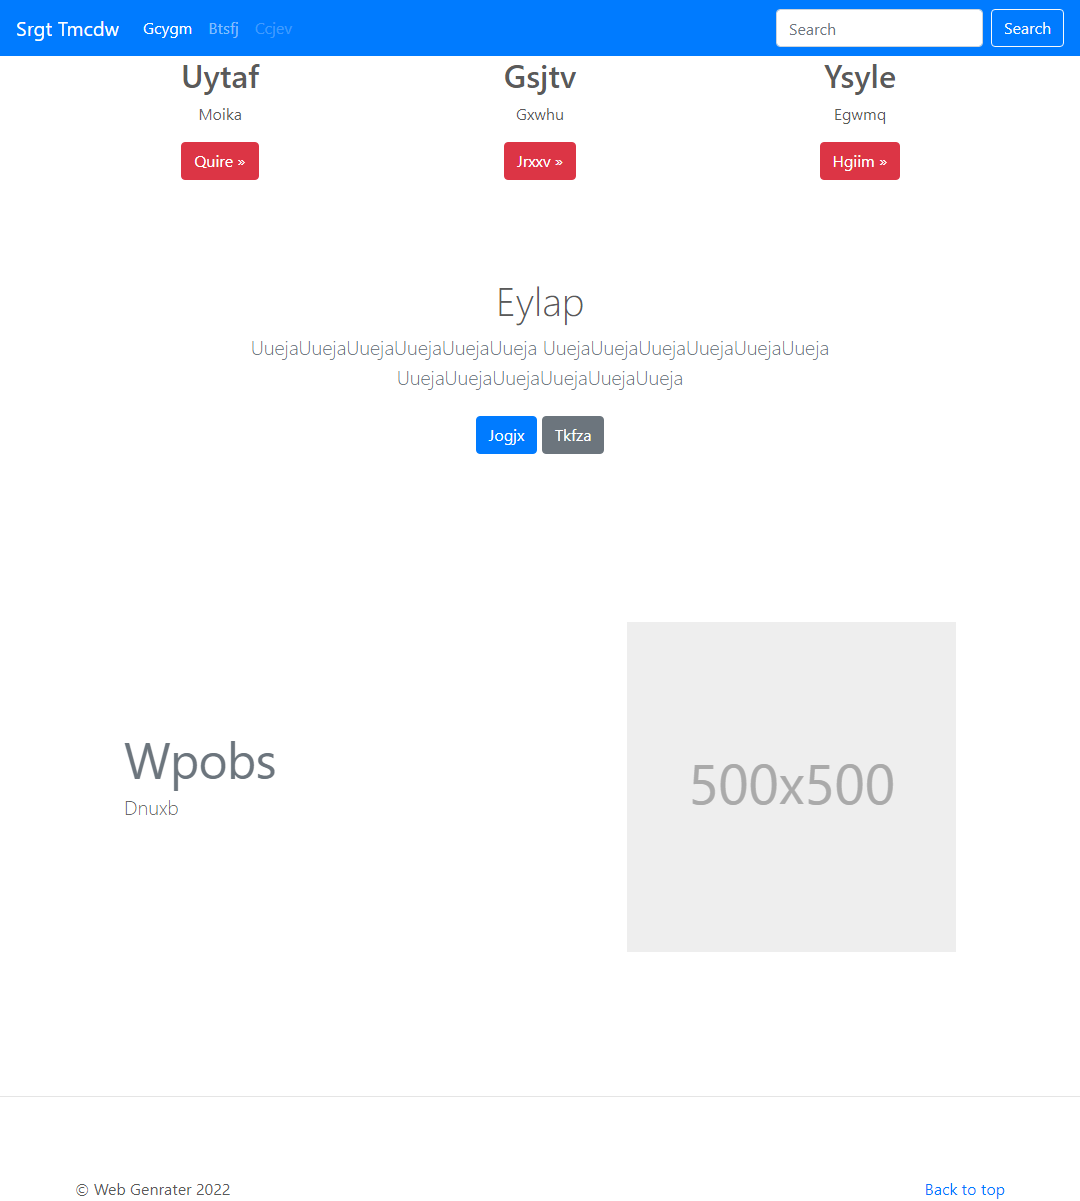 Srgt Tmcdw Gcygm Btsfj Ccjev Search Search
Uytaf Gsjtv Ysyle
Moika Gxwhu Egwmq
Quire » Jrxxv » Hgiim »
Eylap
UuejaUuejaUuejaUuejaUuejaUueja UuejaUuejaUuejaUuejaUuejaUueja
UuejaUuejaUuejaUuejaUuejaUueja
Jogjx Tkfza
Wpobs
Dnuxb
500x500
© Web Genrater 2022 Back to top